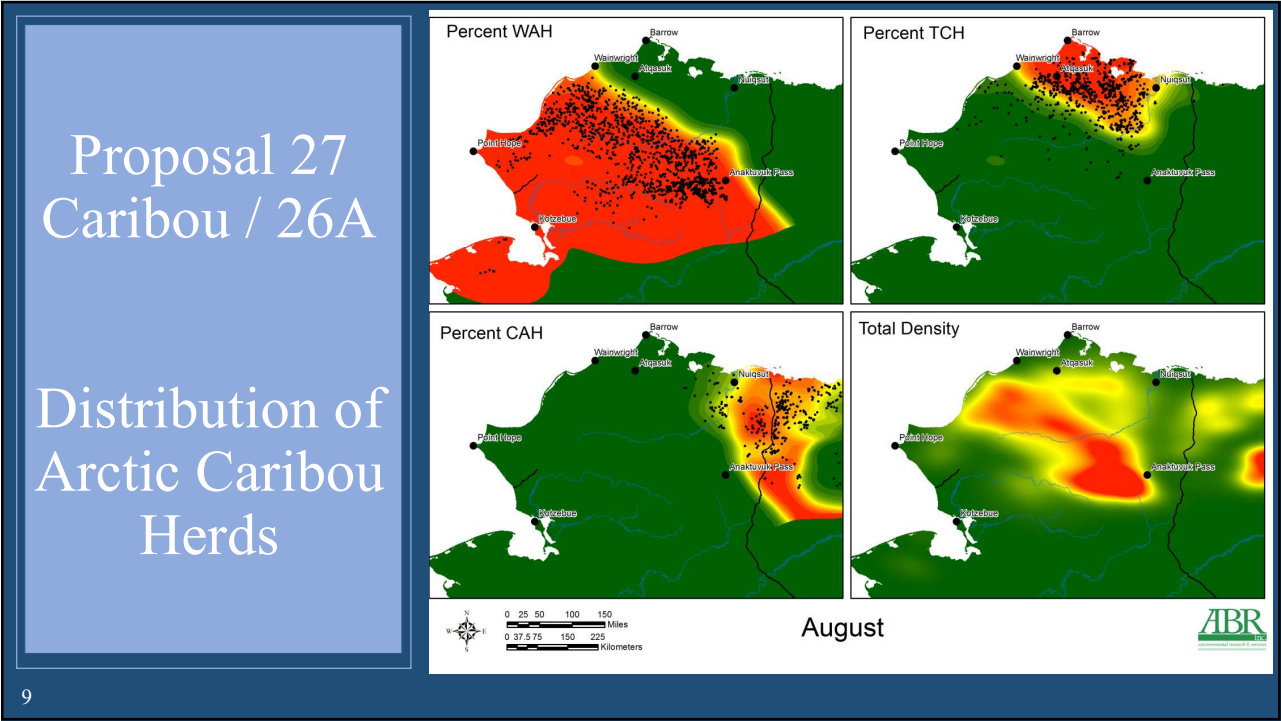 Proposal 27
Caribou / 26A
Distribution of
Arctic Caribou
Herds
9
Percent WAH
Barrow
Wainwright
Atqasuk
Nuiqsut
Point Hope
Anaktuvuk Pass
Kotzebue
Percent TCH
Barrow
Wainwright
Atqasuk
Nuiqsut
Point Hope
Anaktuvuk Pass
Kotzebue
Percent CAH
Barrow
Wainwright
Atqasuk
Nuiqsut
Point Hope
Anaktuvuk Pass
Kotzebue
Total Density
Barrow
Wainwright
Atqasuk
Nuiqsut
Point Hope
Anaktuvuk Pass
Kotzebue
N
W E
S
0 25 50 100 150
Miles
0 37.5 75 150 225
Kilometers
August
ABR
INC.
environmental research & services